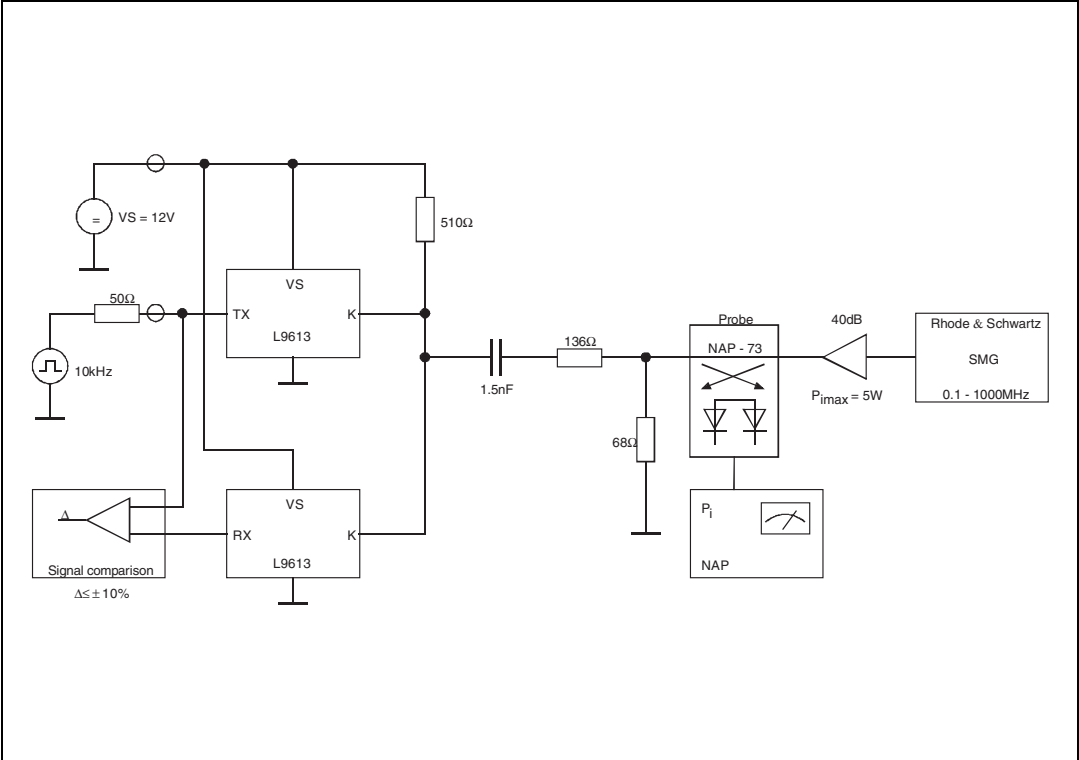 VS = 12V
510Ω
50Ω
10kHz
VS
TX
K
L9613
VS
RX
K
L9613
Δ
Signal comparison
Δ≤ ± 10%
1.5nF
136Ω
68Ω
Probe
NAP - 73
40dB
Pimax = 5W
Rhode & Schwartz
SMG
0.1 - 1000MHz
Pi
NAP
=